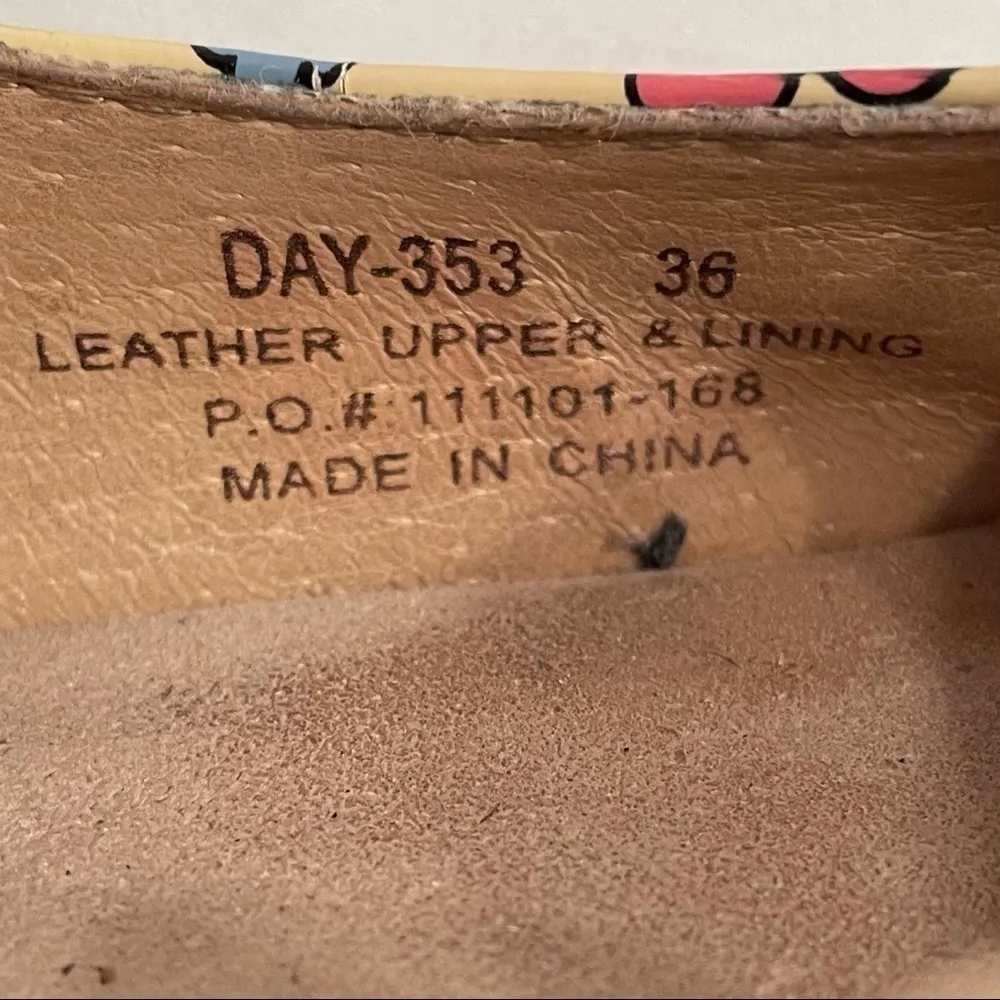 DAY-353 36
LEATHER UPPER & LINING
P.O.#:111101-168
MADE IN CHINA